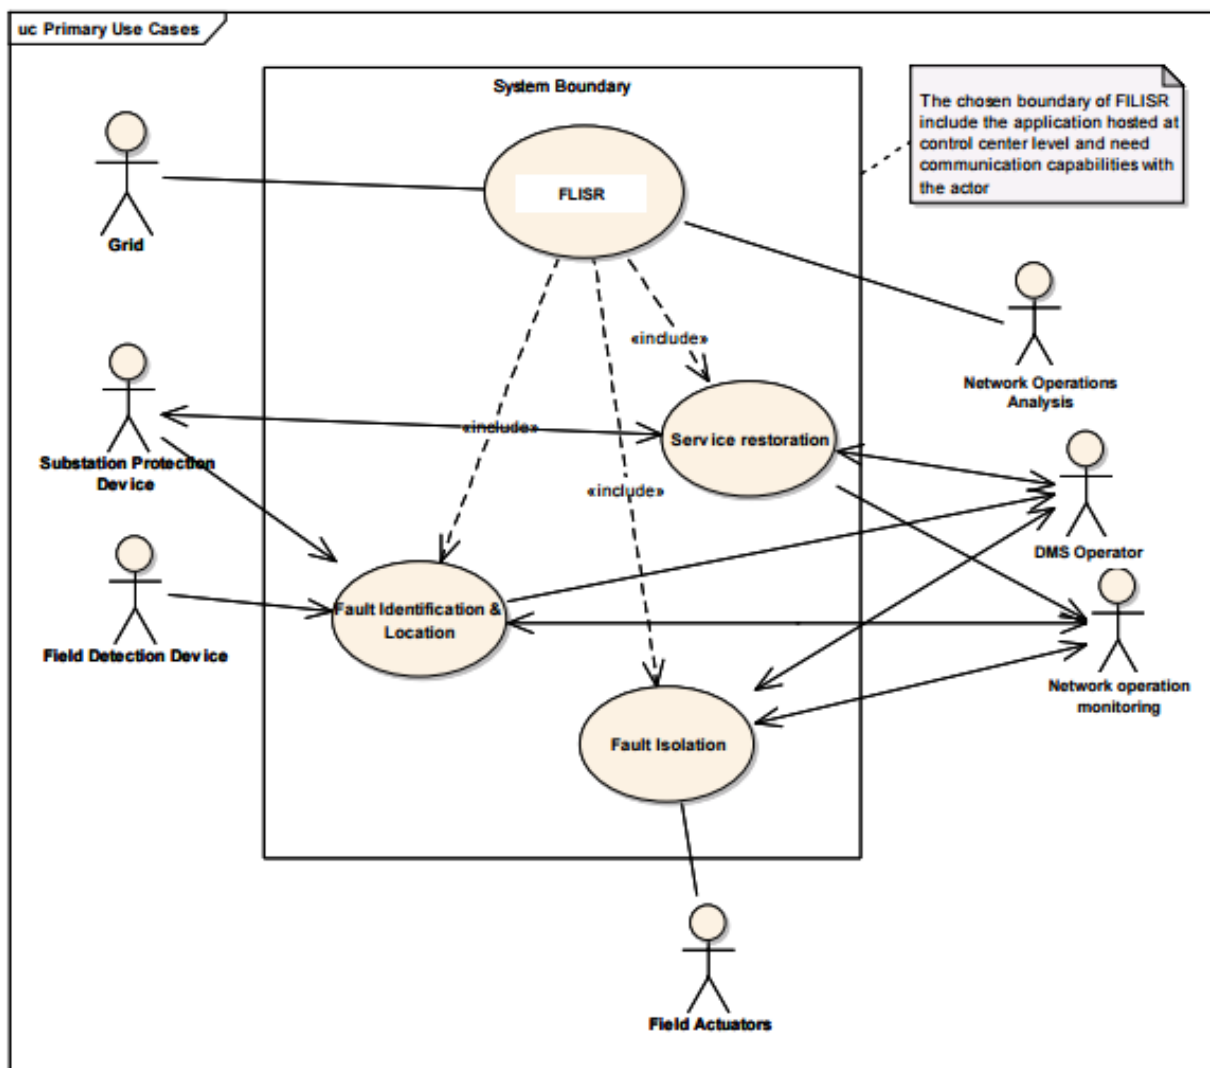 uc Primary Use Cases
System Boundary
The chosen boundary of FILISR
include the application hosted at
control center level and need
communication capabilities with
the actor
FLISR
Grid
«include»
Network Operations
Analysis
Substation Protection
Device
«include»
Service restoration
«include»
DMS Operator
Fault Identification &
Location
Field Detection Device
Network operation
monitoring
Fault Isolation
Field Actuators